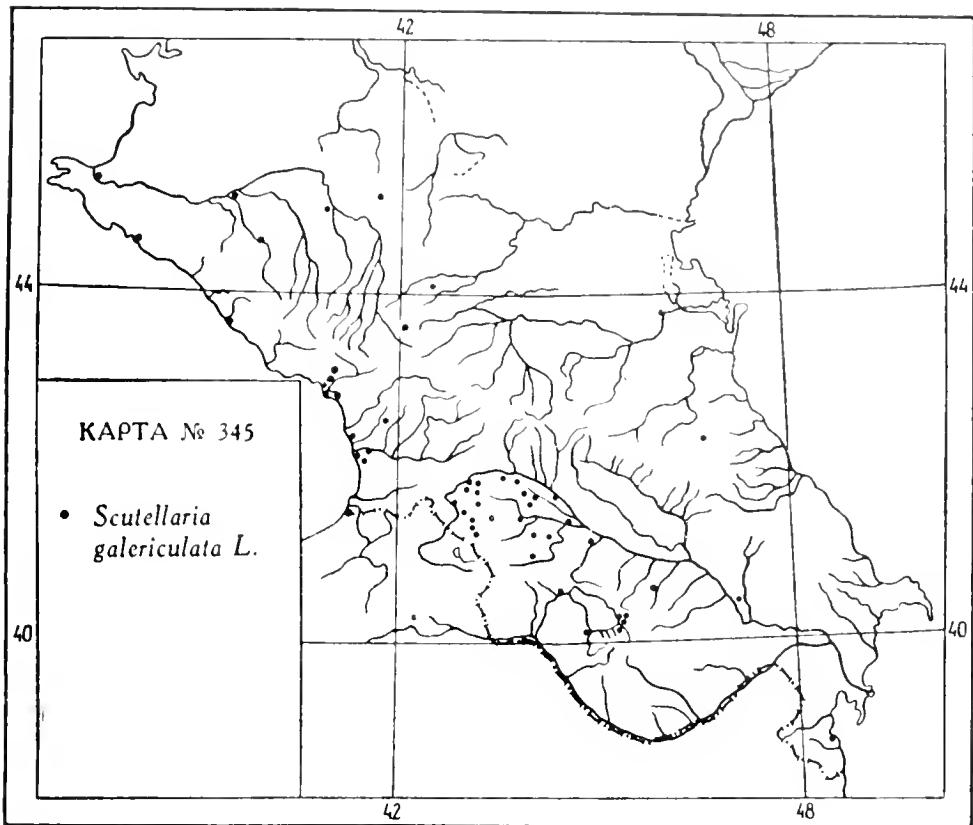 42 48
44 44
КАРТА № 345
Scutellaria
galericulata L.
40 40
42 48